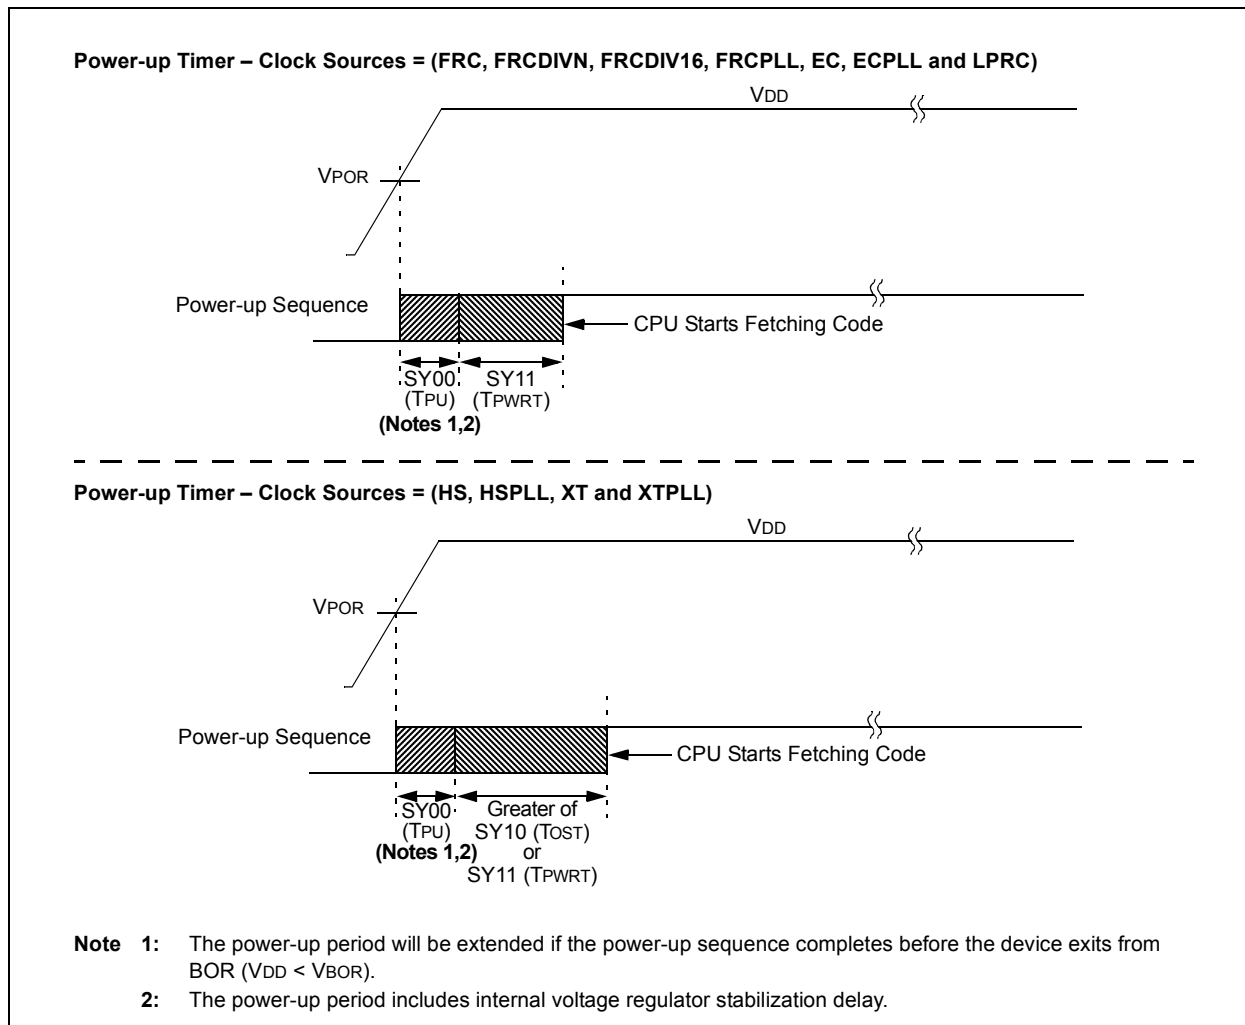 Power-up Timer – Clock Sources = (FRC, FRCDIVN, FRCDIV16, FRCPLL, EC, ECPLL and LPRC)
VDD
VPOR
Power-up Sequence
CPU Starts Fetching Code
SY00
(TPU)
(Notes 1,2)
SY11
(TPWRT)
Power-up Timer – Clock Sources = (HS, HSPLL, XT and XTPLL)
VDD
VPOR
Power-up Sequence
CPU Starts Fetching Code
SY00
(TPU)
(Notes 1,2)
Greater of
SY10 (TOST)
or
SY11 (TPWRT)
Note 1: The power-up period will be extended if the power-up sequence completes before the device exits from
BOR (VDD < VBOR).
2: The power-up period includes internal voltage regulator stabilization delay.